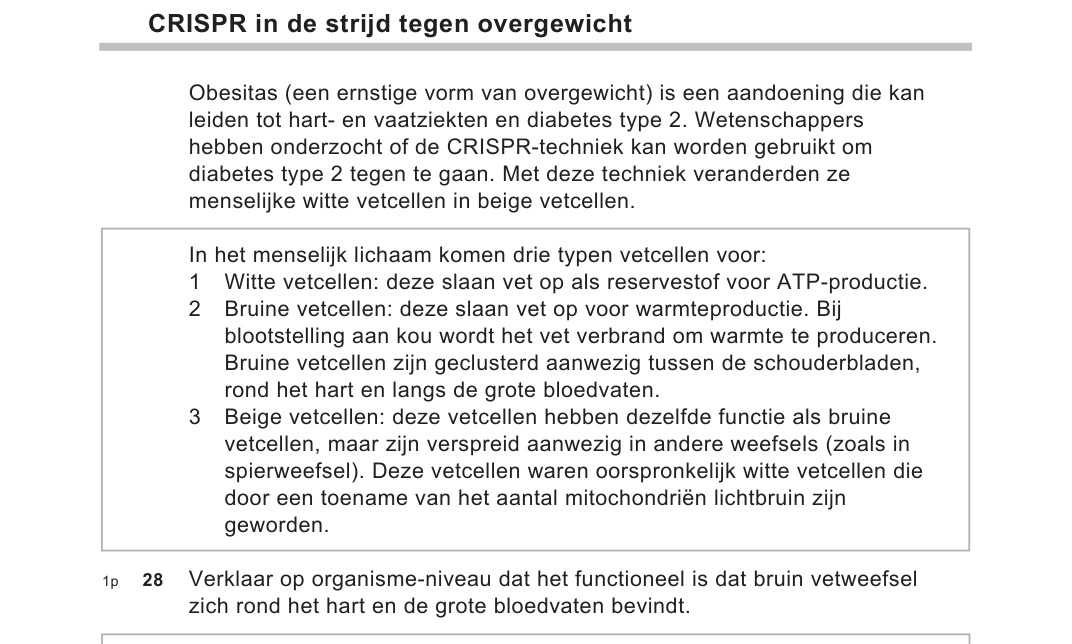 CRISPR in de strijd tegen overgewicht
Obesitas (een ernstige vorm van overgewicht) is een aandoening die kan
leiden tot hart- en vaatziekten en diabetes type 2. Wetenschappers
hebben onderzocht of de CRISPR-techniek kan worden gebruikt om
diabetes type 2 tegen te gaan. Met deze techniek veranderden ze
menselijke witte vetcellen in beige vetcellen.
In het menselijk lichaam komen drie typen vetcellen voor:
1 Witte vetcellen: deze slaan vet op als reservestof voor ATP-productie.
2 Bruine vetcellen: deze slaan vet op voor warmteproductie. Bij
blootstelling aan kou wordt het vet verbrand om warmte te produceren.
Bruine vetcellen zijn geclusterd aanwezig tussen de schouderbladen,
rond het hart en langs de grote bloedvaten.
3 Beige vetcellen: deze vetcellen hebben dezelfde functie als bruine
vetcellen, maar zijn verspreid aanwezig in andere weefsels (zoals in
spierweefsel). Deze vetcellen waren oorspronkelijk witte vetcellen die
door een toename van het aantal mitochondriën lichtbruin zijn
geworden.
1p 28 Verklaar op organisme-niveau dat het functioneel is dat bruin vetweefsel
zich rond het hart en de grote bloedvaten bevindt.